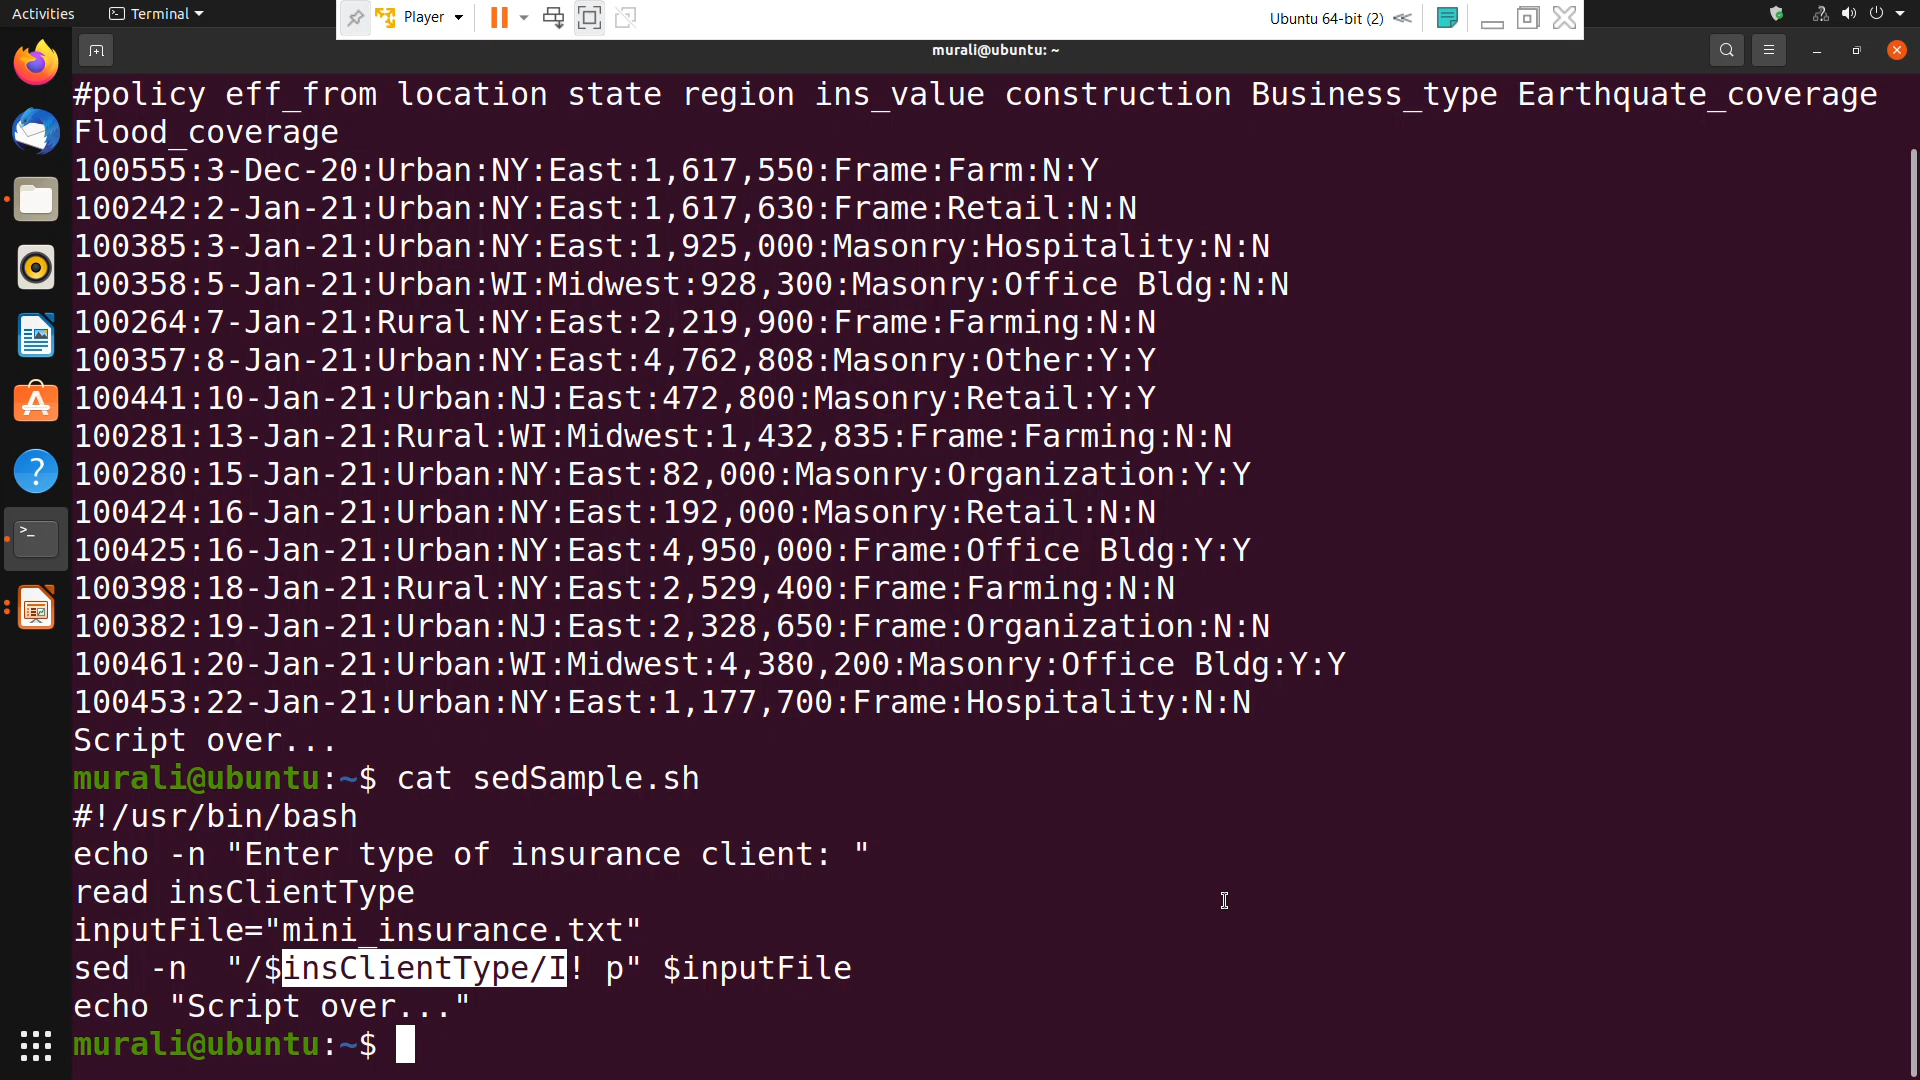 Activities Terminal
Player
Ubuntu 64-bit (2)
murali@ubuntu: ~
#policy eff_from location state region ins_value construction Business_type Earthquate_coverage
Flood_coverage
100555:3-Dec-20:Urban:NY:East:1,617,550:Frame:Farm:N:Y
100242:2-Jan-21:Urban:NY:East:1,617,630:Frame:Retail:N:N
100385:3-Jan-21:Urban:NY:East:1,925,000:Masonry:Hospitality:N:N
100358:5-Jan-21:Urban:WI:Midwest:928,300:Masonry:Office Bldg:N:N
100264:7-Jan-21:Rural:NY:East:2,219,900:Frame:Farming:N:N
100357:8-Jan-21:Urban:NY:East:4,762,808:Masonry:Other:Y:Y
100441:10-Jan-21:Urban:NJ:East:472,800:Masonry:Retail:Y:Y
100281:13-Jan-21:Rural:WI:Midwest:1,432,835:Frame:Farming:N:N
100280:15-Jan-21:Urban:NY:East:82,000:Masonry:Organization:Y:Y
100424:16-Jan-21:Urban:NY:East:192,000:Masonry:Retail:N:N
100425:16-Jan-21:Urban:NY:East:4,950,000:Frame:Office Bldg:Y:Y
100398:18-Jan-21:Rural:NY:East:2,529,400:Frame:Farming:N:N
100382:19-Jan-21:Urban:NJ:East:2,328,650:Frame:Organization:N:N
100461:20-Jan-21:Urban:WI:Midwest:4,380,200:Masonry:Office Bldg:Y:Y
100453:22-Jan-21:Urban:NY:East:1,177,700:Frame:Hospitality:N:N
Script over...
murali@ubuntu:~$ cat sedSample.sh
#!/usr/bin/bash
echo -n "Enter type of insurance client: "
read insClientType
inputFile="mini_insurance.txt"
sed -n  "/$insClientType/I! p" $inputFile
echo "Script over..."
murali@ubuntu:~$